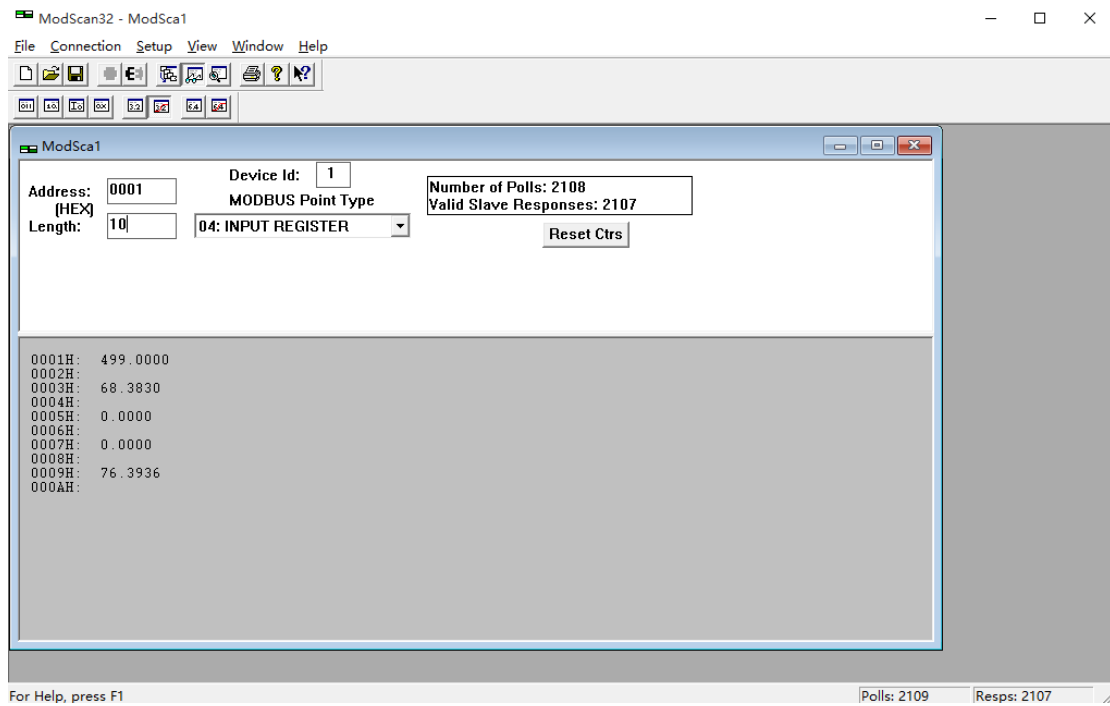 ModScan32 - ModSca1
File Connection Setup View Window Help
ModSca1
Address: 0001
(HEX)
Length: 10
Device Id: 1
MODBUS Point Type
04: INPUT REGISTER
Number of Polls: 2108
Valid Slave Responses: 2107
Reset Ctrs
0001H: 499.0000
0002H:
0003H: 68.3830
0004H:
0005H: 0.0000
0006H:
0007H: 0.0000
0008H:
0009H: 76.3936
000AH:
For Help, press F1
Polls: 2109
Resps: 2107